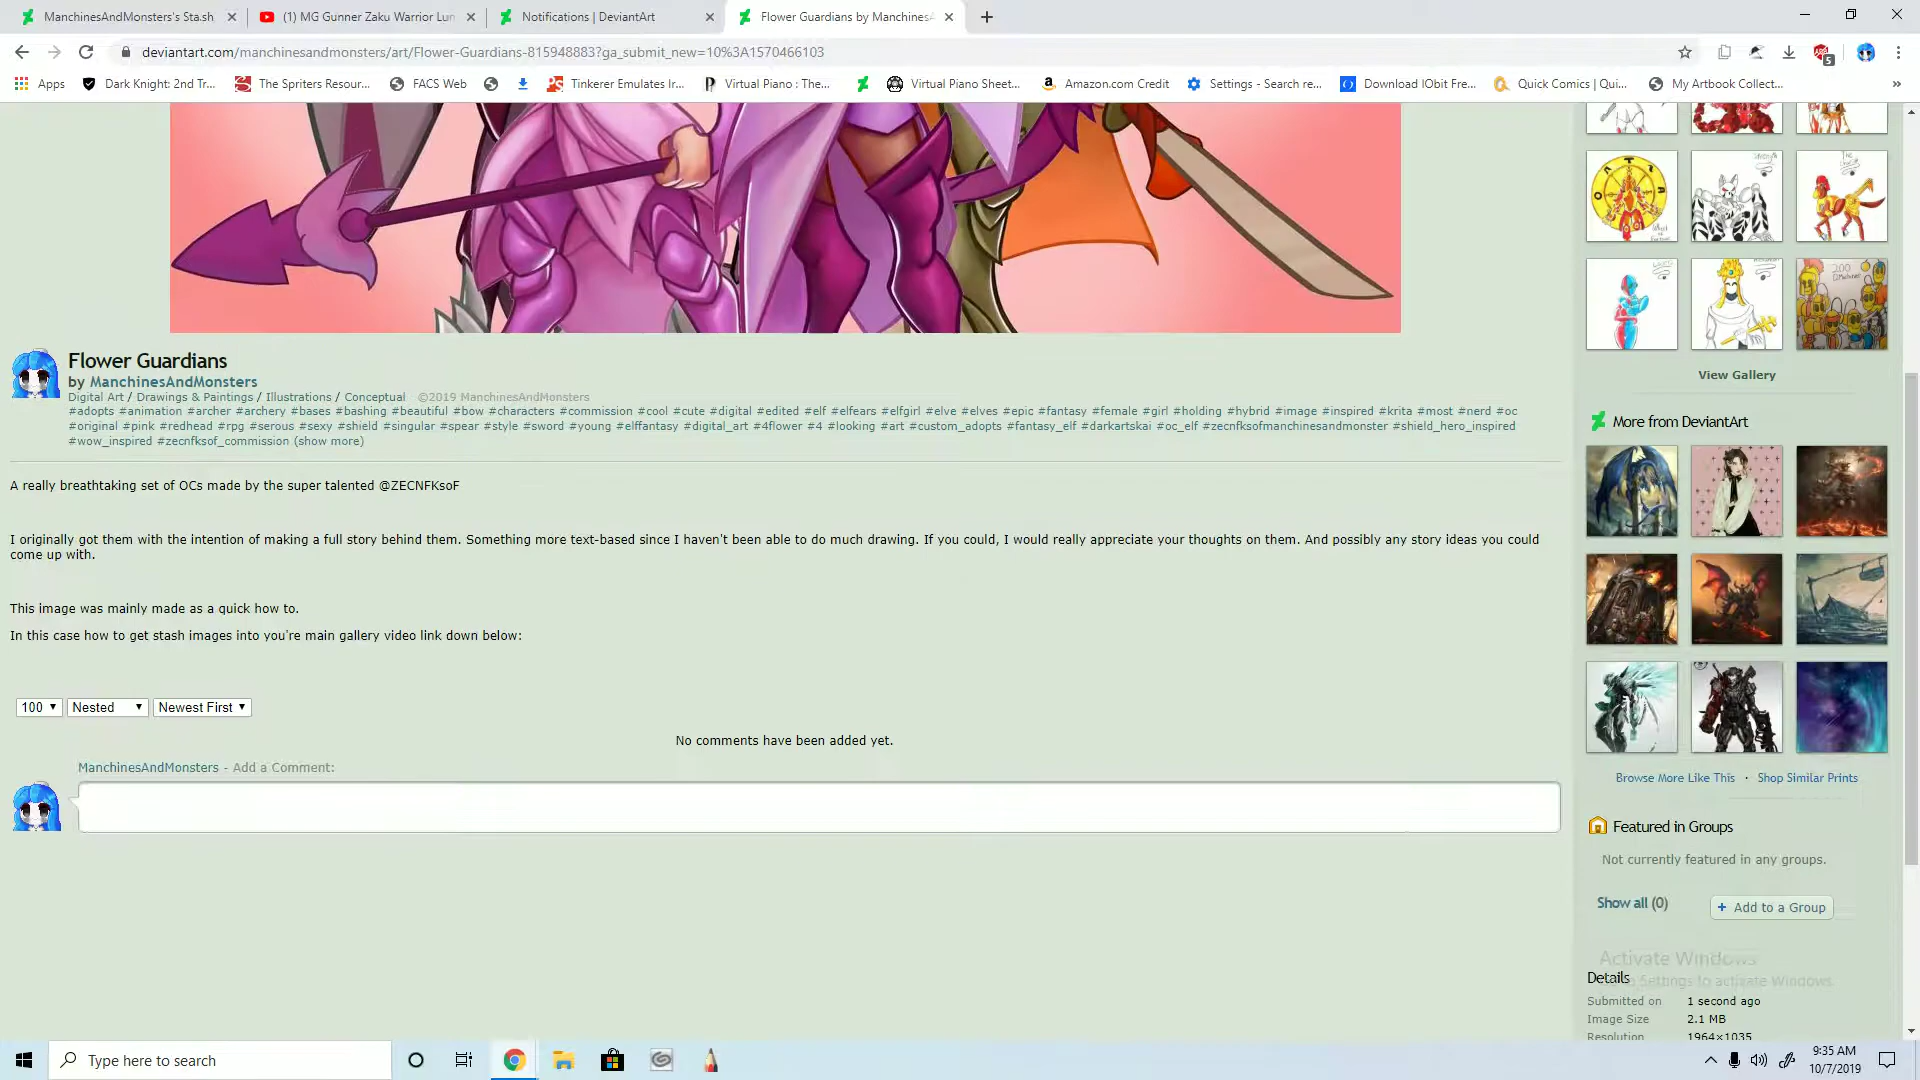 ManchinesAndMonsters's Sta.sh
(1) MG Gunner Zaku Warrior Lun
Notifications | DeviantArt
Flower Guardians by Manchines
deviantart.com/manchinesandmonsters/art/Flower-Guardians-815948883?ga_submit_new=10%3A1570466103
5
Apps
Dark Knight: 2nd Tr...
The Spriters Resour...
FACS Web
Tinkerer Emulates Ir...
Virtual Piano : The...
Virtual Piano Sheet...
Amazon.com Credit
Settings - Search re...
Download IObit Fre...
Quick Comics | Qui...
My Artbook Collect...
»
Flower Guardians
by ManchinesAndMonsters
Digital Art / Drawings & Paintings / Illustrations / Conceptual ©2019 ManchinesAndMonsters
#adopts #animation #archer #archery #bases #bashing #beautiful #bow #characters #commission #cool #cute #digital #edited #elf #elfears #elfgirl #elve #elves #epic #fantasy #female #girl #holding #hybrid #image #inspired #krita #most #nerd #oc
#original #pink #redhead #rpg #serous #sexy #shield #singular #spear #style #sword #young #elffantasy #digital_art #4flower #4 #looking #art #custom_adopts #fantasy_elf #darkartskai #oc_elf #zecnfksofmanchinesandmonster #shield_hero_inspired
#wow_inspired #zecnfksof_commission (show more)
A really breathtaking set of OCs made by the super talented @ZECNFKsoF
I originally got them with the intention of making a full story behind them. Something more text-based since I haven't been able to do much drawing. If you could, I would really appreciate your thoughts on them. And possibly any story ideas you could
come up with.
This image was mainly made as a quick how to.
In this case how to get stash images into you're main gallery video link down below:
100
Nested
Newest First
No comments have been added yet.
ManchinesAndMonsters - Add a Comment:
Strength
200
View Gallery
More from DeviantArt
Browse More Like This · Shop Similar Prints
Featured in Groups
Not currently featured in any groups.
Show all (0)
+ Add to a Group
Activate Windows
Details
to Settings to activate Windows.
Submitted on 1 second ago
Image Size 2.1 MB
Resolution 1964×1035
Type here to search
9:35 AM
10/7/2019